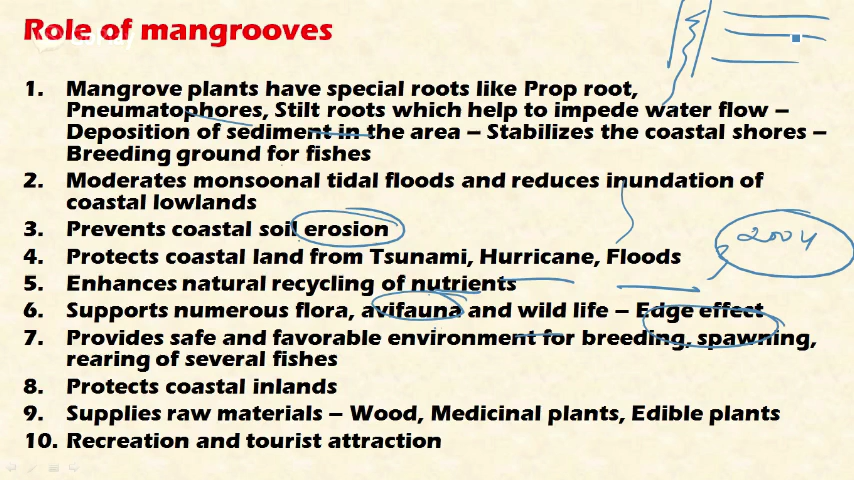 Role of mangrooves
1. Mangrove plants have special roots like Prop root,
Pneumatophores, Stilt roots which help to impede water flow –
Deposition of sediment in the area – Stabilizes the coastal shores –
Breeding ground for fishes
2. Moderates monsoonal tidal floods and reduces inundation of
coastal lowlands
3. Prevents coastal soil erosion
4. Protects coastal land from Tsunami, Hurricane, Floods
2004
5. Enhances natural recycling of nutrients
6. Supports numerous flora, avifauna and wild life – Edge effect
7. Provides safe and favorable environment for breeding, spawning,
rearing of several fishes
8. Protects coastal inlands
9. Supplies raw materials – Wood, Medicinal plants, Edible plants
10. Recreation and tourist attraction